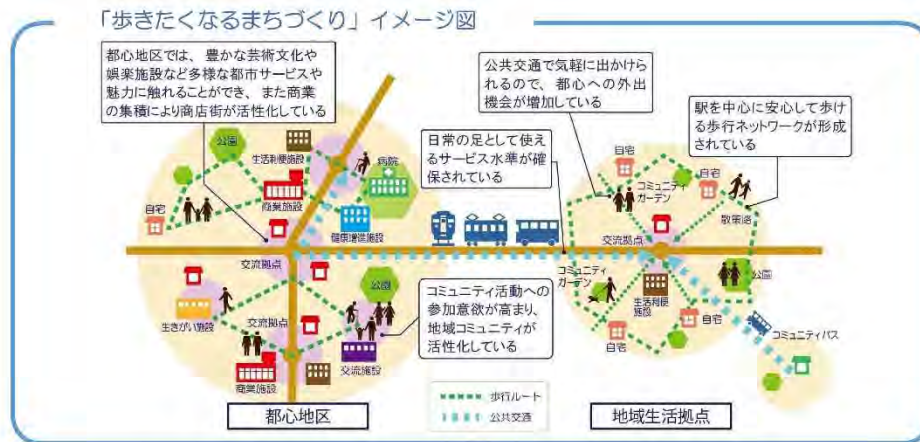 「歩きたくなるまちづくり」イメージ図
都心地区では、豊かな芸術文化や
娯楽施設など多様な都市サービスや
魅力に触れることができ、また商業
の集積により商店街が活性化している
公共交通で気軽に出かけ
られるので、都心への外出
機会が増加している
駅を中心に安心して歩け
る歩行ネットワークが形成
されている
日常の足として使え
るサービス水準が確
保されている
公園
生活利便施設
病院
自宅
商業施設
健康増進施設
交流拠点
自宅
コミュニティ
ガーデン
自宅
散策路
交流拠点
コミュニティ
ガーデン
生活利便
施設
公園
自宅
自宅
コミュニティバス
生きがい施設
交流拠点
公園
商業施設
交流施設
コミュニティ活動への
参加意欲が高まり、
地域コミュニティが
活性化している
都心地区
歩行ルート
公共交通
地域生活拠点